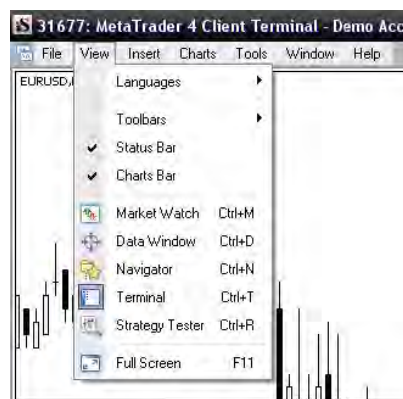 31677: MetaTrader 4 Client Terminal - Demo Acc
File View Insert Charts Tools Window Help
EURUSD,
Languages
Toolbars
Status Bar
Charts Bar
Market Watch Ctrl+M
Data Window Ctrl+D
Navigator Ctrl+N
Terminal Ctrl+T
Strategy Tester Ctrl+R
Full Screen F11